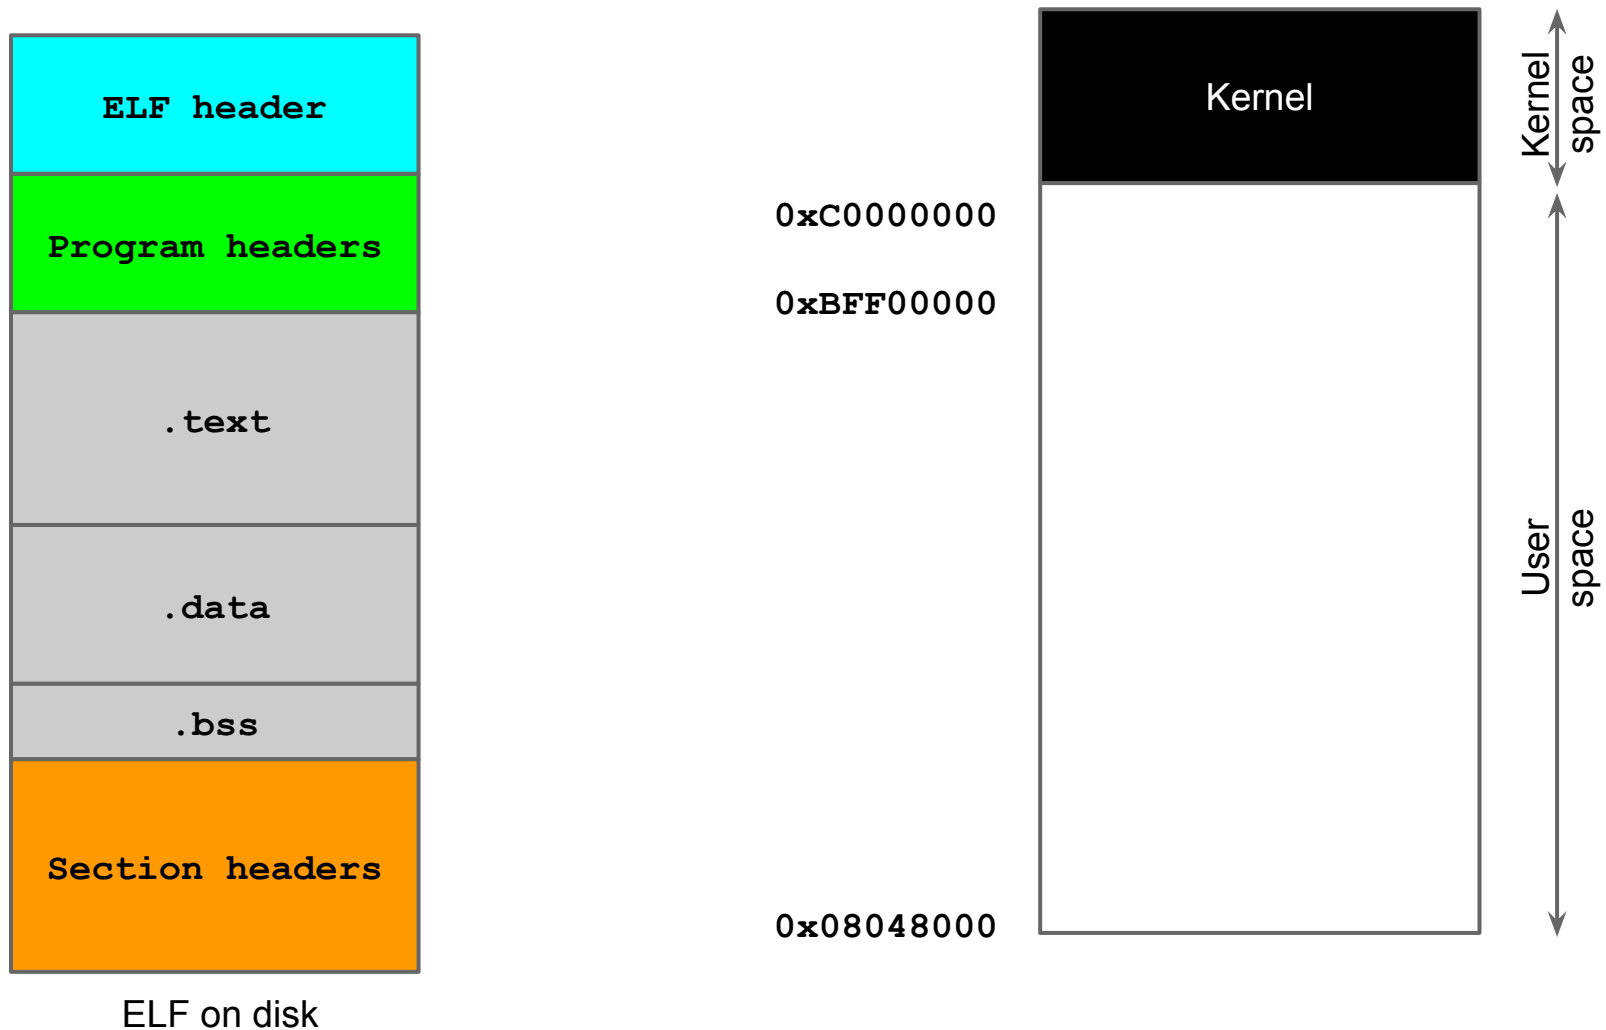 ELF header
Program headers
.text
.data
.bss
Section headers
ELF on disk
0xC0000000
0xBFF00000
0x08048000
Kernel
Kernel
space
User
space